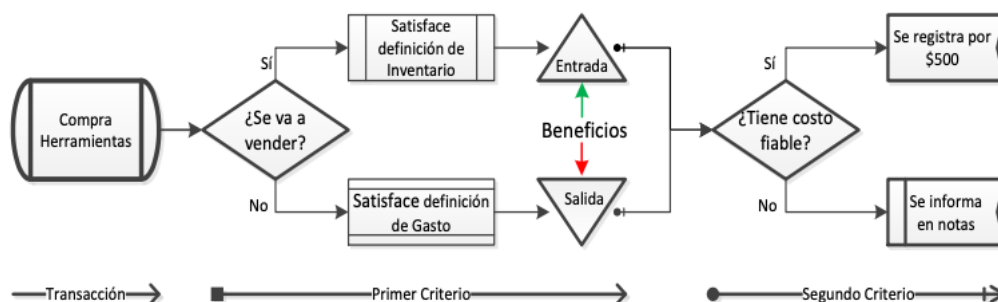 Compra
Herramientas
¿Se va a
vender?
Sí
No
Satisface
definición de
Inventario
Satisface definición
de Gasto
Entrada
Beneficios
Salida
¿Tiene costo
fiable?
Sí
No
Se registra por
$500
Se informa
en notas
Transacción
Primer Criterio
Segundo Criterio